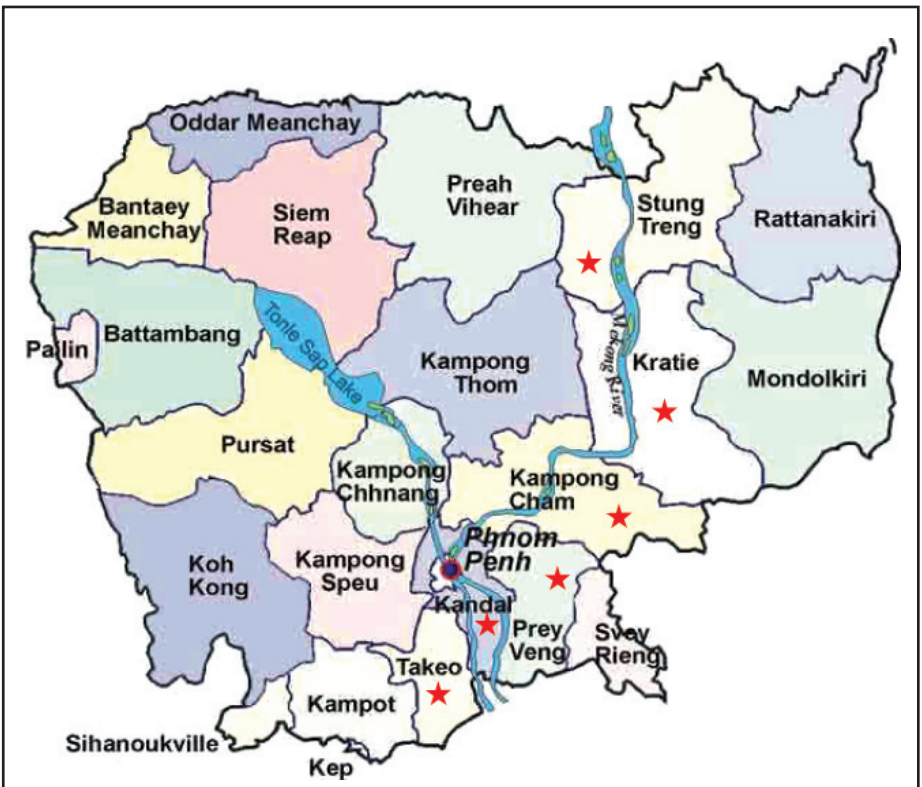 Oddar Meanchay
Bantaey
Meanchay
Siem
Reap
Preah
Vihear
Stung
Treng
Rattanakiri
Battambang
Pailin
Tonle Sap Lake
Kampong
Thom
Mekong River
Kratie
Mondolkiri
Pursat
Kampong
Chhnang
Kampong
Cham
Koh
Kong
Kampong
Speu
Phnom
Penh
Kandal
Prey
Veng
Svey
Rieng
Takeo
Kampot
Sihanoukville
Kep